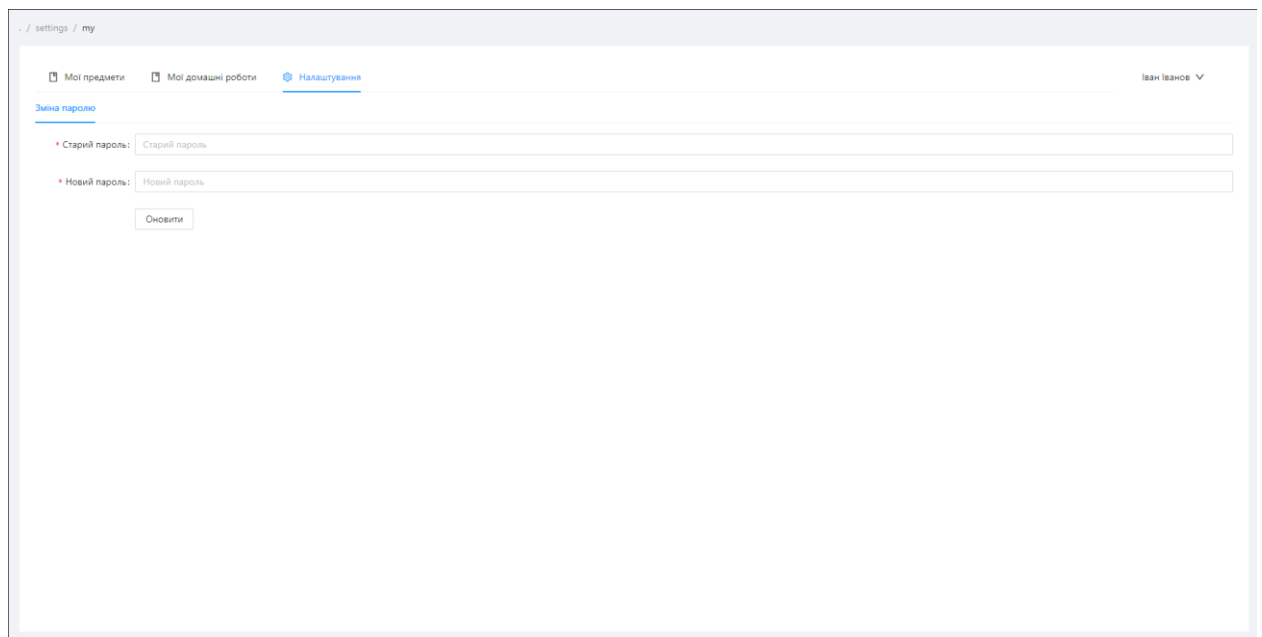 . / settings / my
Мої предмети Мої домашні роботи Налаштування Іван Іванов
Зміна паролю
* Старий пароль: Старий пароль
* Новий пароль: Новий пароль
Оновити